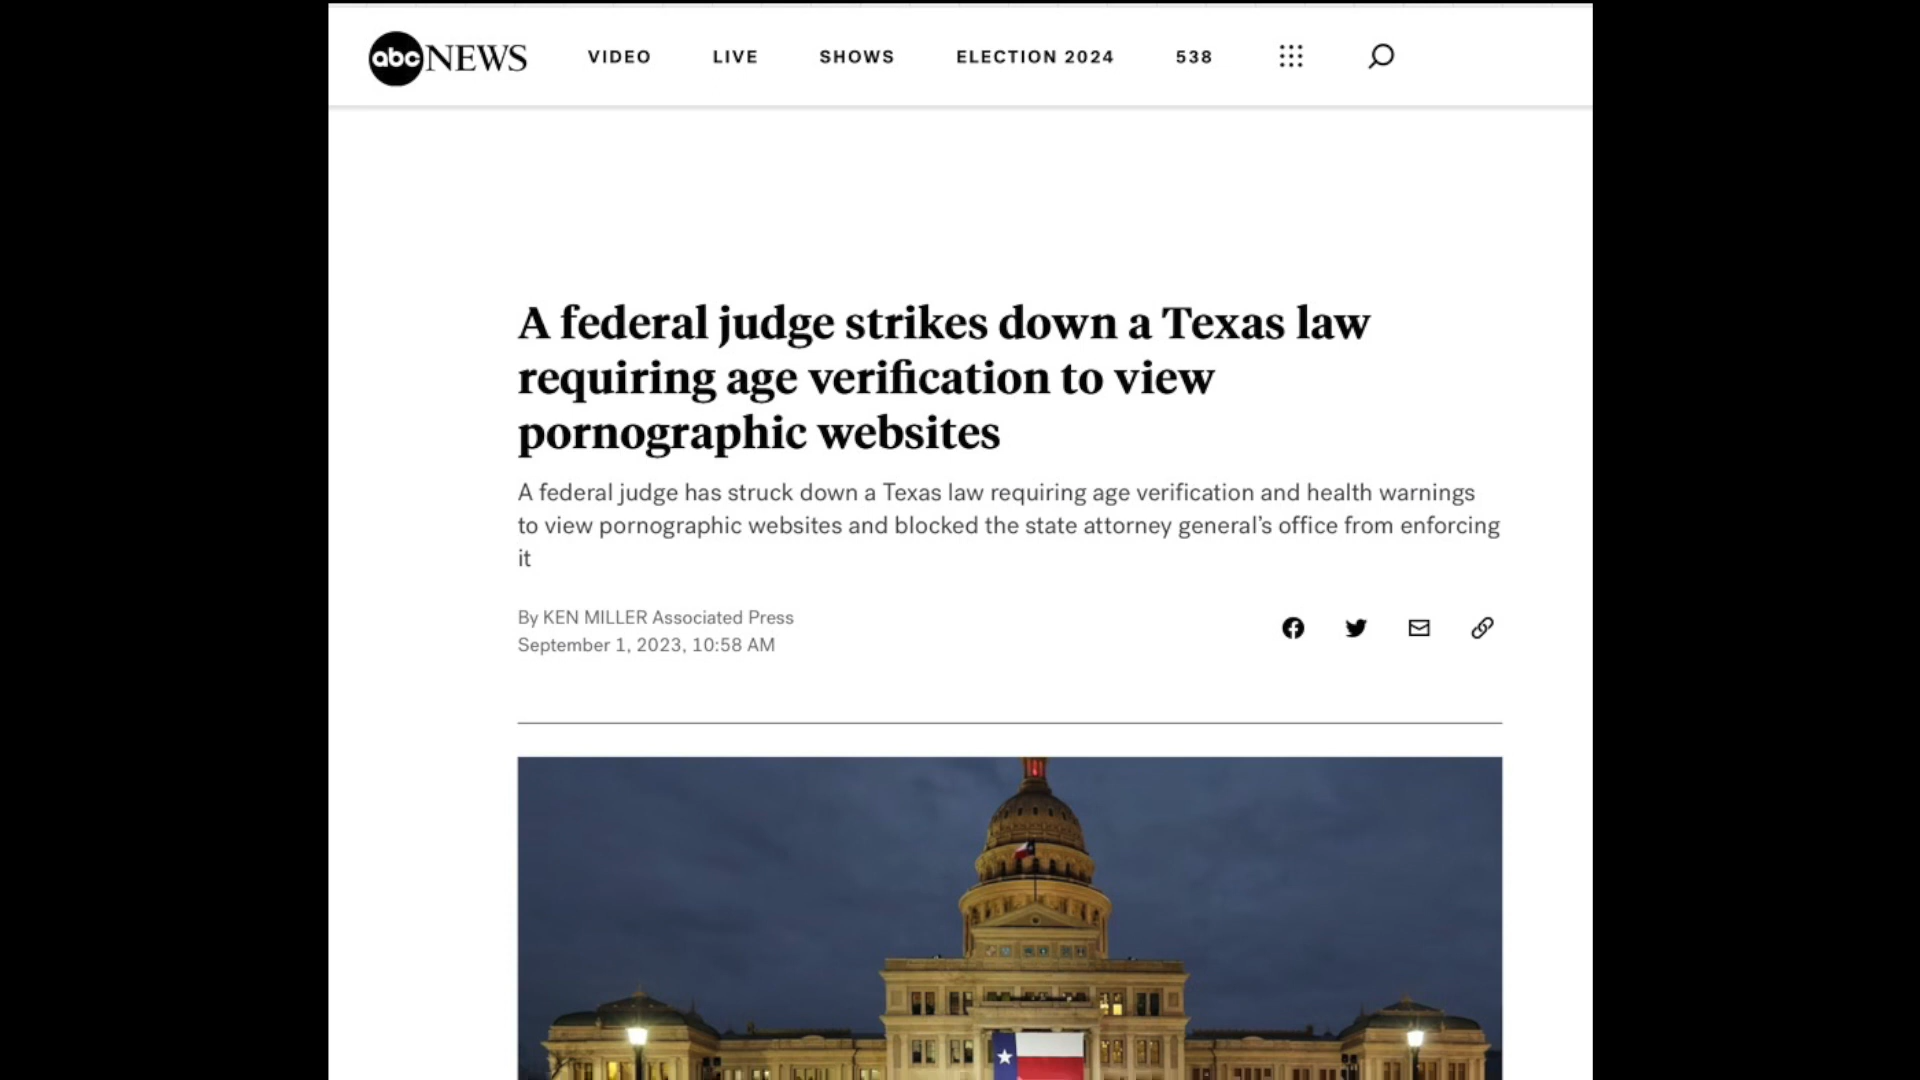 abc NEWS VIDEO LIVE SHOWS ELECTION 2024 538
A federal judge strikes down a Texas law
requiring age verification to view
pornographic websites
A federal judge has struck down a Texas law requiring age verification and health warnings
to view pornographic websites and blocked the state attorney general’s office from enforcing
it
By KEN MILLER Associated Press
September 1, 2023, 10:58 AM